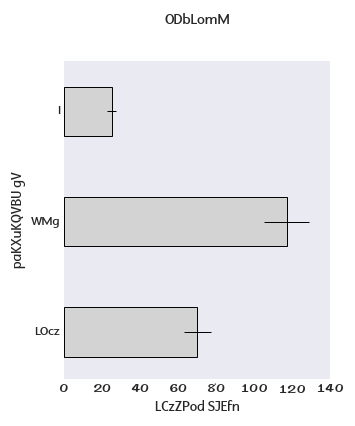 ODbLomM
I
WMg
LOcz
paKXuKQVBU gV
0 20 40 60 80 100 120 140
LCzZPod SJEfn